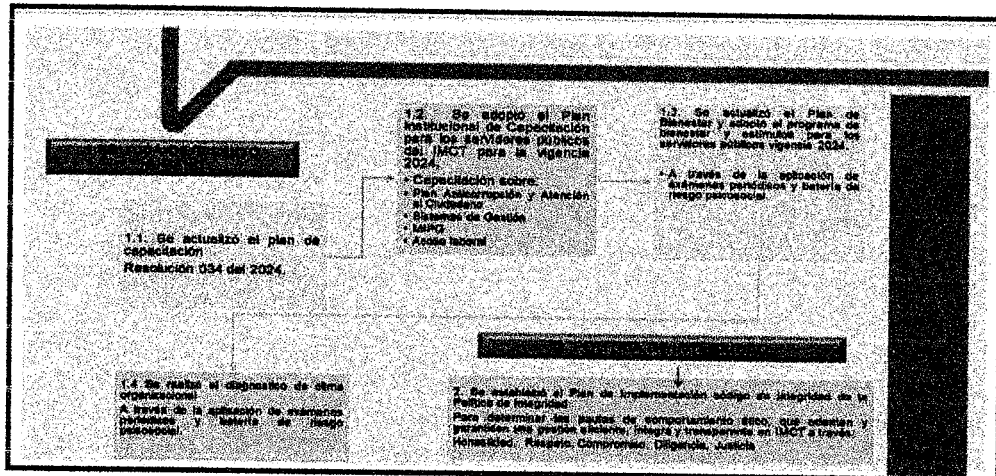 1.1. Se actualizó el plan de
capacitación
Resolución 034 del 2024.
1.2. Se adoptó el Plan
Institucional de Capacitación
para los servidores públicos
del IMCT para la vigencia
2024.
• Capacitación sobre:
• Plan Anticorrupción y Atención
al Ciudadano
• Sistemas de Gestión
• MIPG
• Acoso laboral
1.3. Se actualizó el Plan de
Bienestar y adoptó el programa de
bienestar y estímulos para los
servidores públicos vigencia 2024.
• A través de la aplicación de
exámenes periódicos y batería de
riesgo psicosocial
1.4 Se realizó el diagnostico de clima
organizacional
A través de la aplicación de exámenes
periódicos y batería de riesgo
psicosocial
2. Se estableció el Plan de Implementación código de integridad de la
Política de Integridad
Para determinar las pautas de comportamiento ético, que orientan y
una gestión eficiente, íntegra y transparente en IMCT a través:
Honestidad, Respeto, Compromiso, Diligencia, Justicia